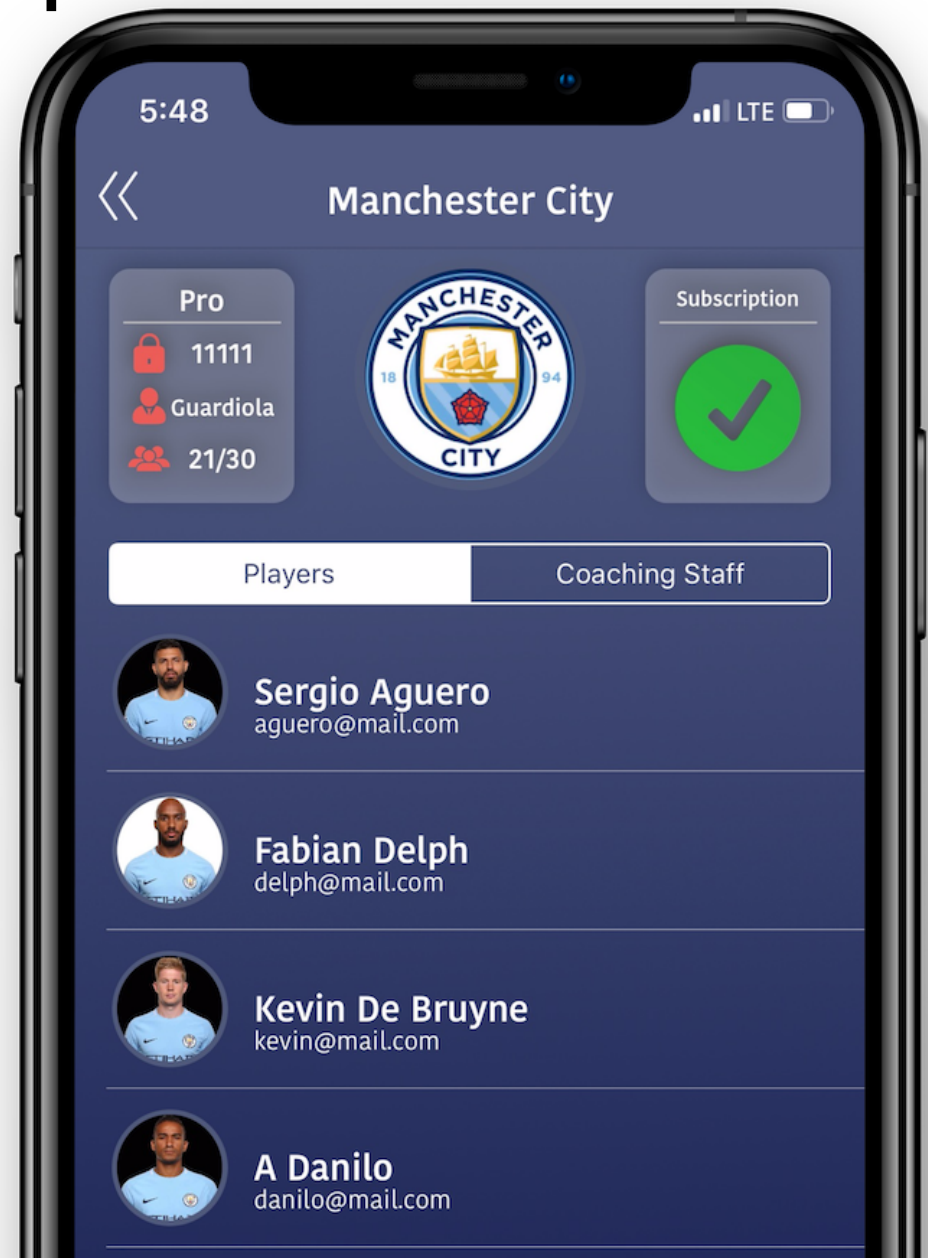 5:48
LTE
Manchester City
Pro
11111
Guardiola
21/30
MANCHESTER
18 94
CITY
Subscription
Players
Coaching Staff
Sergio Aguero
aguero@mail.com
Fabian Delph
delph@mail.com
Kevin De Bruyne
kevin@mail.com
A Danilo
danilo@mail.com